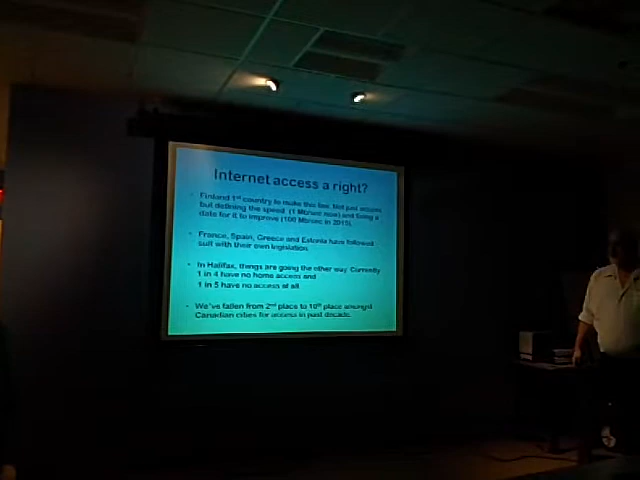 Internet access a right?
• Finland 1st country to make this law. Not just access
but defining the speed (1 Mb/sec now) and fixing a
date for it to improve (100 Mb/sec in 2015).
• France, Spain, Greece and Estonia have followed
suit with their own legislation.
• In Halifax, things are going the other way. Currently
1 in 4 have no home access and
1 in 5 have no access at all.
• We've fallen from 2nd place to 10th place amongst
Canadian cities for access in past decade.